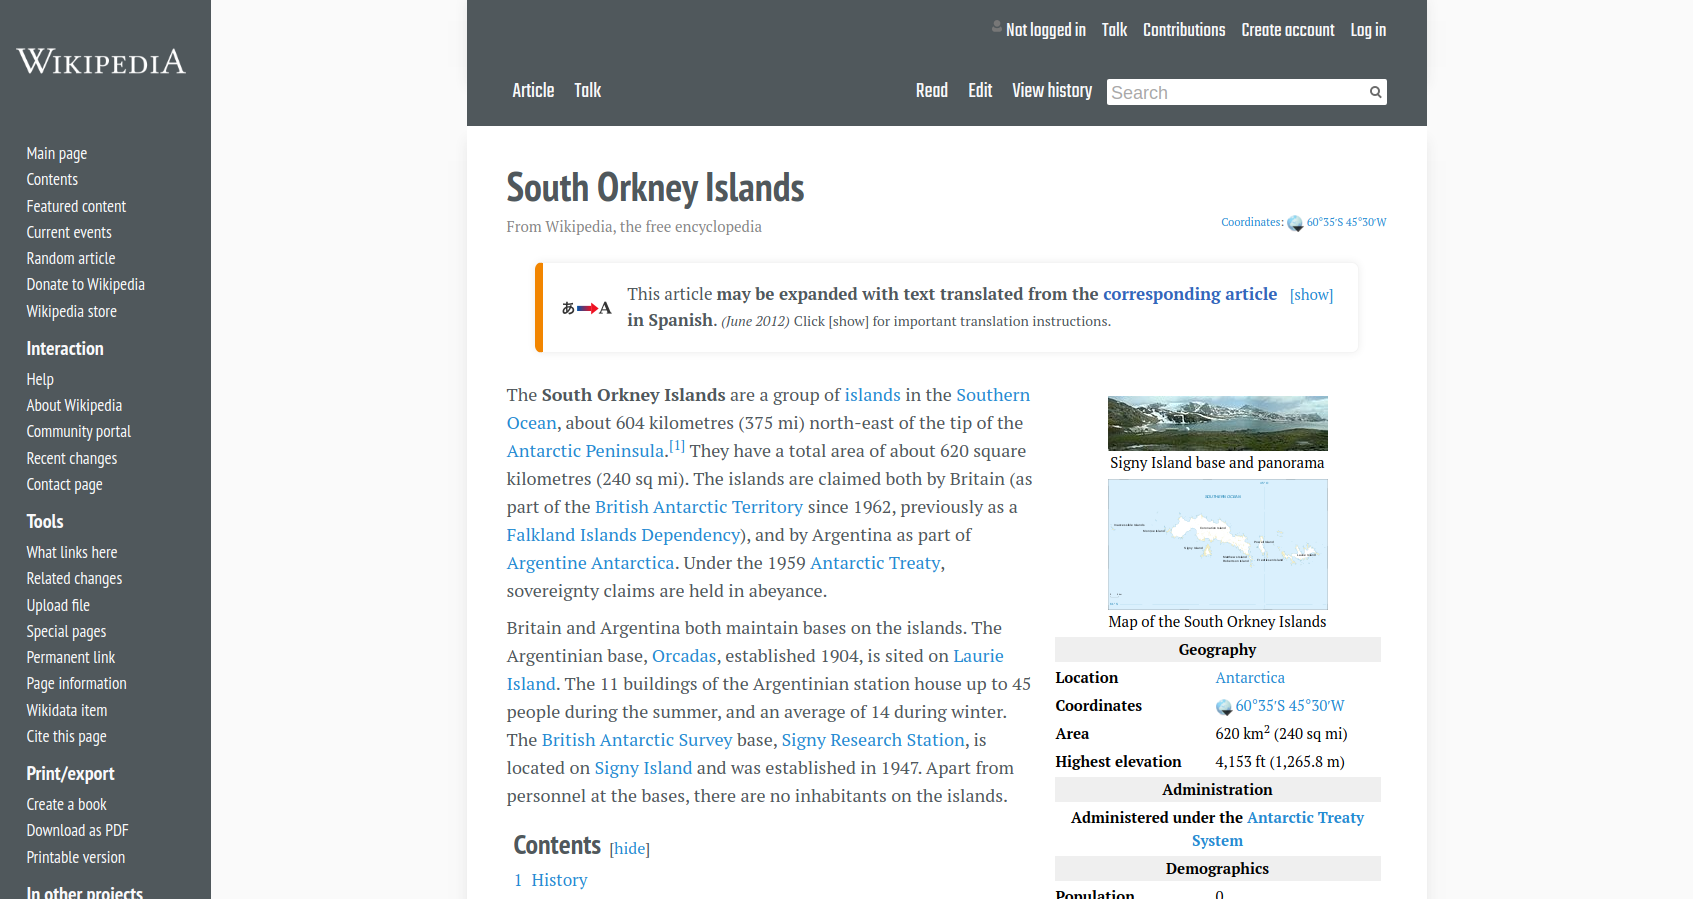 WIKIPEDIA
Main page
Contents
Featured content
Current events
Random article
Donate to Wikipedia
Wikipedia store
Interaction
Help
About Wikipedia
Community portal
Recent changes
Contact page
Tools
What links here
Related changes
Upload file
Special pages
Permanent link
Page information
Wikidata item
Cite this page
Print/export
Create a book
Download as PDF
Printable version
In other projects
Not logged in Talk Contributions Create account Log in
Article Talk Read Edit View history Search
South Orkney Islands
From Wikipedia, the free encyclopedia
Coordinates: 60°35′S 45°30′W
あ A
This article may be expanded with text translated from the corresponding article [show]
in Spanish. (June 2012) Click [show] for important translation instructions.
The South Orkney Islands are a group of islands in the Southern
Ocean, about 604 kilometres (375 mi) north-east of the tip of the
Antarctic Peninsula.[1] They have a total area of about 620 square
kilometres (240 sq mi). The islands are claimed both by Britain (as
part of the British Antarctic Territory since 1962, previously as a
Falkland Islands Dependency), and by Argentina as part of
Argentine Antarctica. Under the 1959 Antarctic Treaty,
sovereignty claims are held in abeyance.
Britain and Argentina both maintain bases on the islands. The
Argentinian base, Orcadas, established 1904, is sited on Laurie
Island. The 11 buildings of the Argentinian station house up to 45
people during the summer, and an average of 14 during winter.
The British Antarctic Survey base, Signy Research Station, is
located on Signy Island and was established in 1947. Apart from
personnel at the bases, there are no inhabitants on the islands.
Contents [hide]
1 History
Signy Island base and panorama
SOUTHERN OCEAN
Coronation Island
Signy Island
Powell Island
Laurie Island
Map of the South Orkney Islands
Geography
Location Antarctica
Coordinates 60°35′S 45°30′W
Area 620 km2 (240 sq mi)
Highest elevation 4,153 ft (1,265.8 m)
Administration
Administered under the Antarctic Treaty
System
Demographics
Population 0